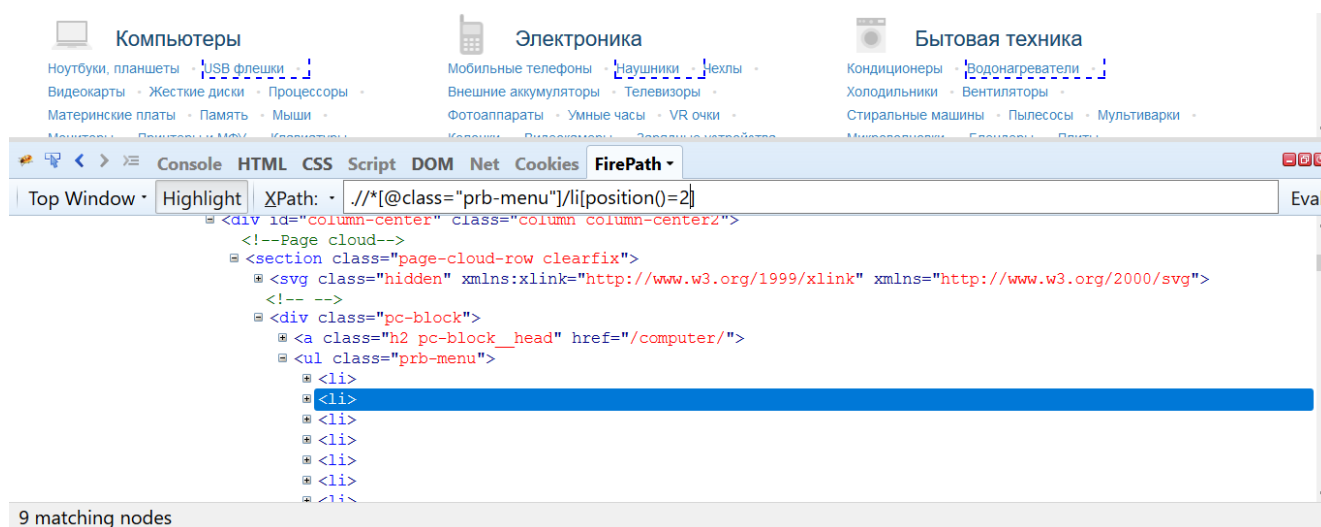 Компьютеры Электроника Бытовая техника
Ноутбуки, планшеты USB флешки Мобильные телефоны Наушники Чехлы Кондиционеры Водонагреватели
Видеокарты Жесткие диски Процессоры Внешние аккумуляторы Телевизоры Холодильники Вентиляторы
Материнские платы Память Мыши Фотоаппараты Умные часы VR очки Стиральные машины Пылесосы Мультиварки
Console HTML CSS Script DOM Net Cookies FirePath
Top Window Highlight XPath: .//*[@class="prb-menu"]/li[position()=2]
<div id="column-center" class="column column-center2">
<!--Page cloud-->
<section class="page-cloud-row clearfix">
<svg class="hidden" xmlns:xlink="http://www.w3.org/1999/xlink" xmlns="http://www.w3.org/2000/svg">
<!-- -->
<div class="pc-block">
<a class="h2 pc-block__head" href="/computer/">
<ul class="prb-menu">
<li>
<li>
<li>
<li>
<li>
<li>
<li>
9 matching nodes